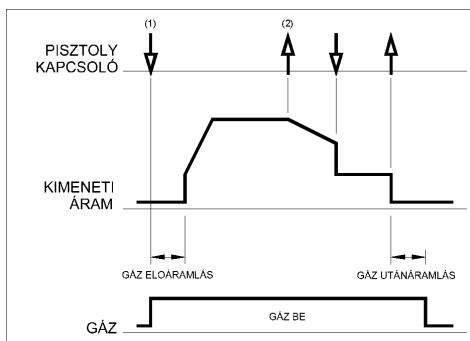 (1) (2)
PISZTOLY
KAPCSOLÓ
KIMENETI
ÁRAM
GÁZ ELOÁRAMLÁS GÁZ UTÁNÁRAMLÁS
GÁZ BE
GÁZ